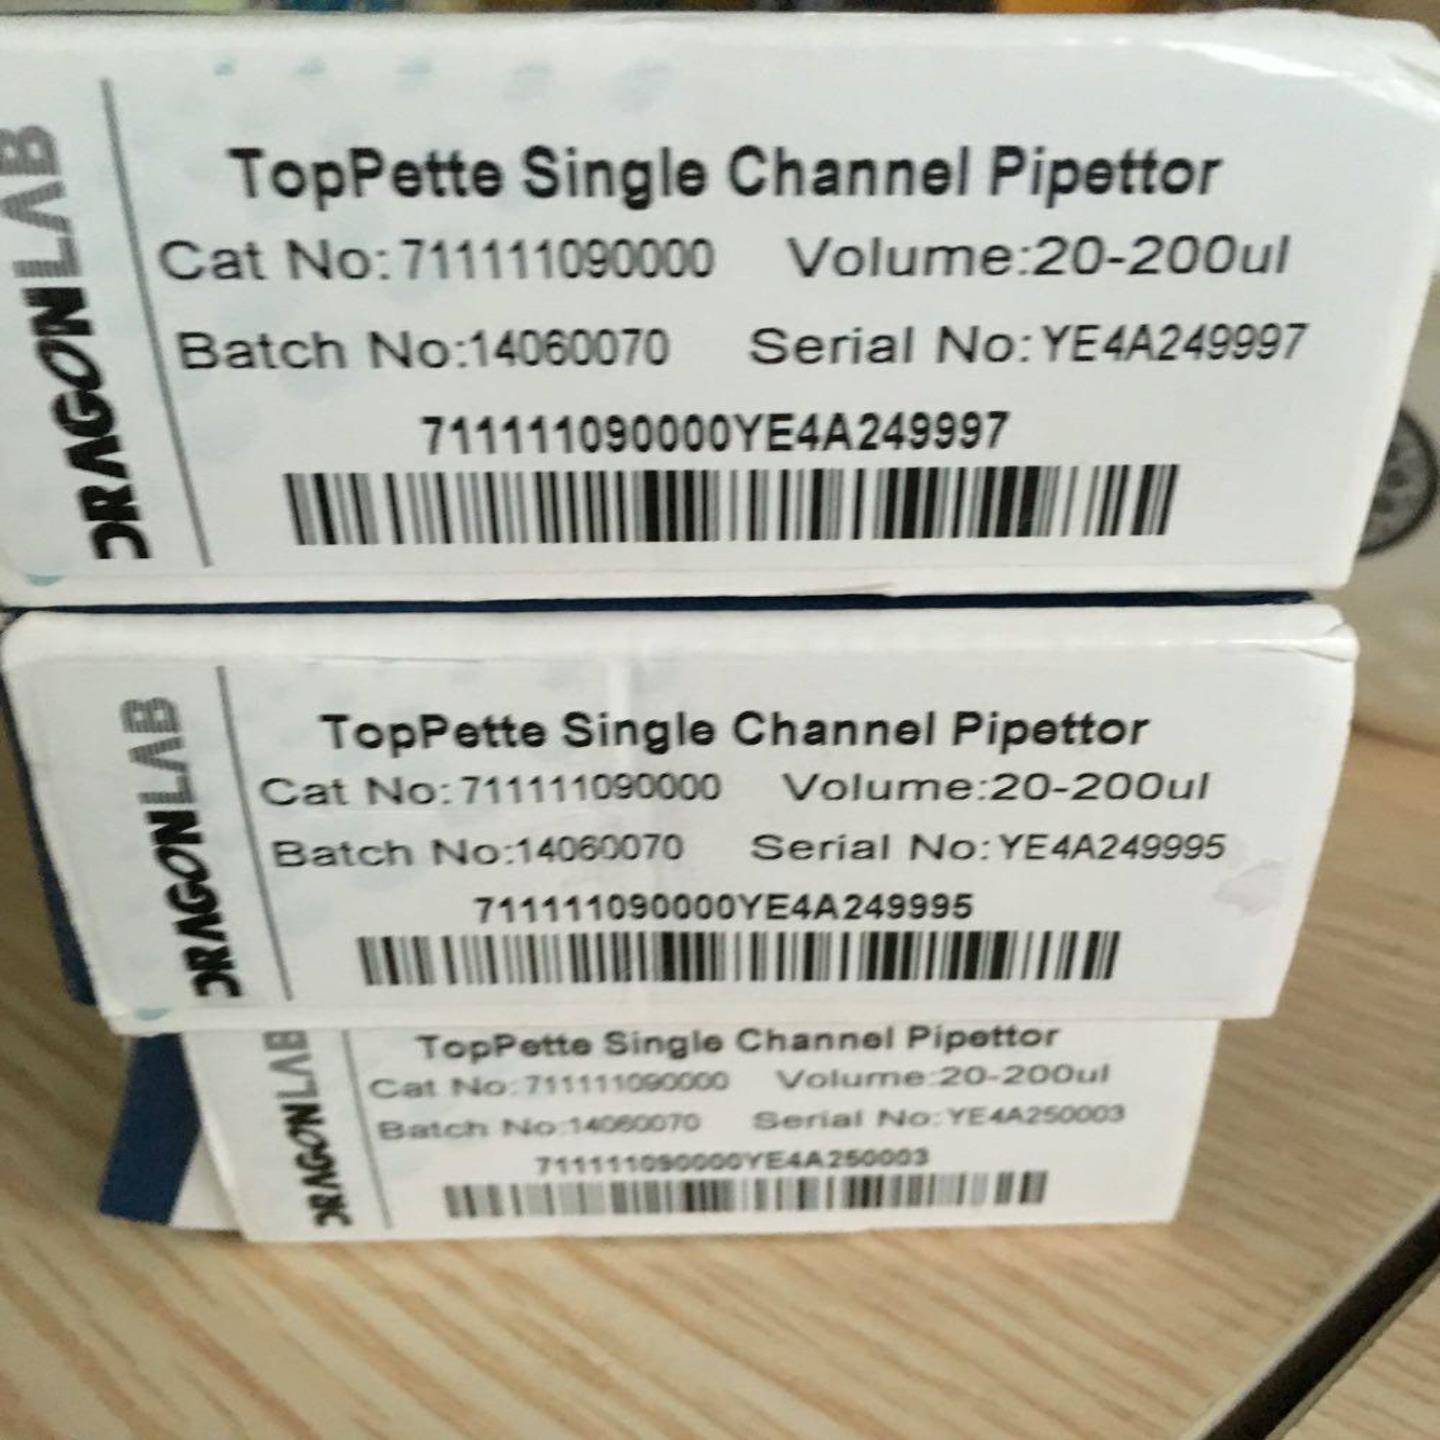 DRAGONLAB
TopPette Single Channel Pipettor
Cat No:711111090000 Volume:20-200ul
Batch No:14060070 Serial No:YE4A249997
711111090000YE4A249997
DRAGONLAB
TopPette Single Channel Pipettor
Cat No:711111090000 Volume:20-200ul
Batch No:14060070 Serial No:YE4A249995
711111090000YE4A249995
DRAGONLAB
TopPette Single Channel Pipettor
Cat No:711111090000 Volume:20-200ul
Batch No:14060070 Serial No:YE4A250003
711111090000YE4A250003